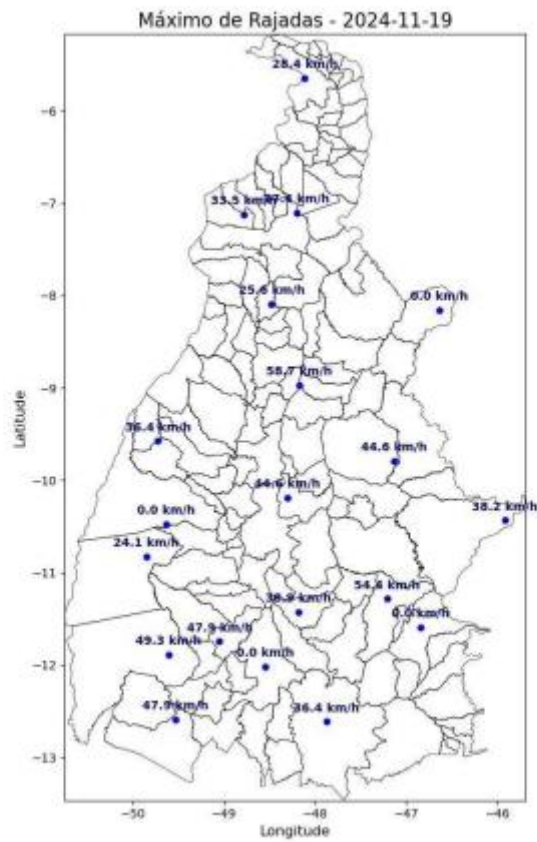 Máximo de Rajadas - 2024-11-19
28.4 km/h
33.5 km/h
25.6 km/h
0.0 km/h
58.7 km/h
36.4 km/h
44.6 km/h
44.6 km/h
0.0 km/h
38.2 km/h
24.1 km/h
54.4 km/h
38.9 km/h
0.0 km/h
47.9 km/h
49.3 km/h
0.0 km/h
47.9 km/h
36.4 km/h
−6
−7
−8
−9
−10
−11
−12
−13
Latitude
−50
−49
−48
−47
−46
Longitude